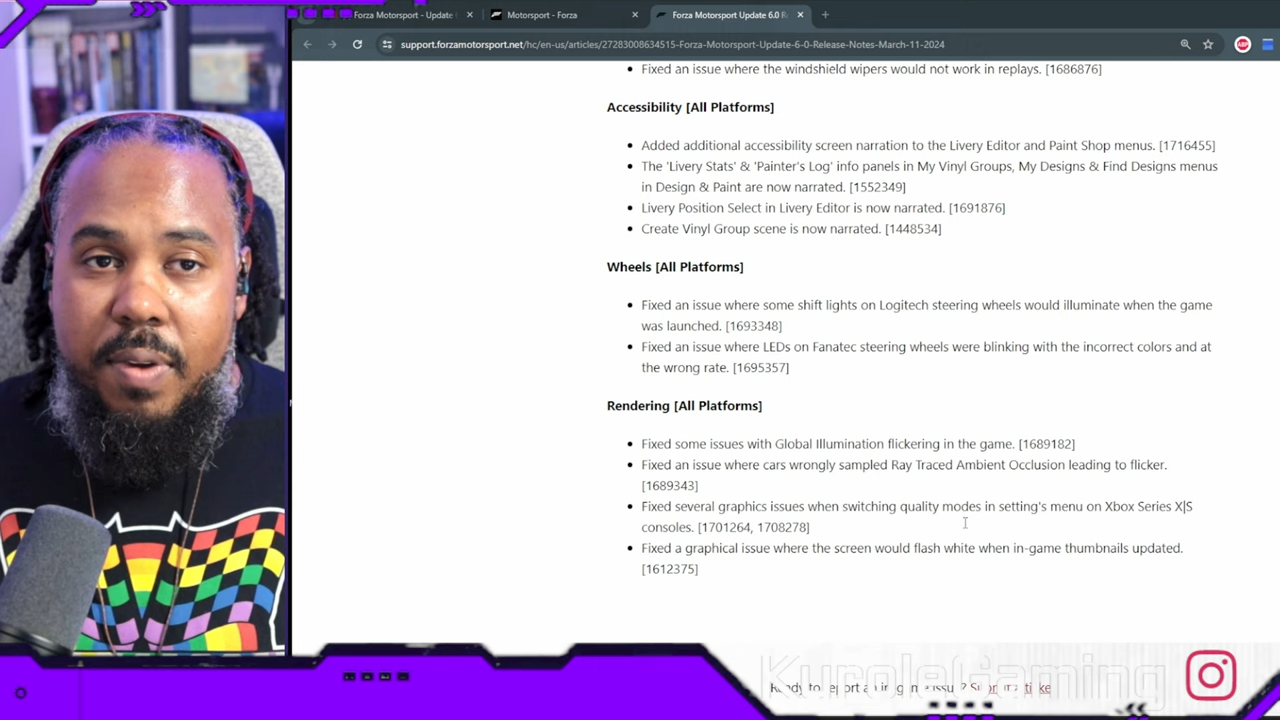 Forza Motorsport - Update
Motorsport - Forza
Forza Motorsport Update 6.0 R
support.forzamotorsport.net/hc/en-us/articles/27283008634515-Forza-Motorsport-Update-6-0-Release-Notes-March-11-2024
ABP
Fixed an issue where the windshield wipers would not work in replays. [1686876]
Accessibility [All Platforms]
Added additional accessibility screen narration to the Livery Editor and Paint Shop menus. [1716455]
The 'Livery Stats' & 'Painter's Log' info panels in My Vinyl Groups, My Designs & Find Designs menus
in Design & Paint are now narrated. [1552349]
Livery Position Select in Livery Editor is now narrated. [1691876]
Create Vinyl Group scene is now narrated. [1448534]
Wheels [All Platforms]
Fixed an issue where some shift lights on Logitech steering wheels would illuminate when the game
was launched. [1693348]
Fixed an issue where LEDs on Fanatec steering wheels were blinking with the incorrect colors and at
the wrong rate. [1695357]
Rendering [All Platforms]
Fixed some issues with Global Illumination flickering in the game. [1689182]
Fixed an issue where cars wrongly sampled Ray Traced Ambient Occlusion leading to flicker.
[1689343]
Fixed several graphics issues when switching quality modes in setting's menu on Xbox Series X|S
consoles. [1701264, 1708278]
Fixed a graphical issue where the screen would flash white when in-game thumbnails updated.
[1612375]
KuroleGaming
Ready to report an in-game issue?